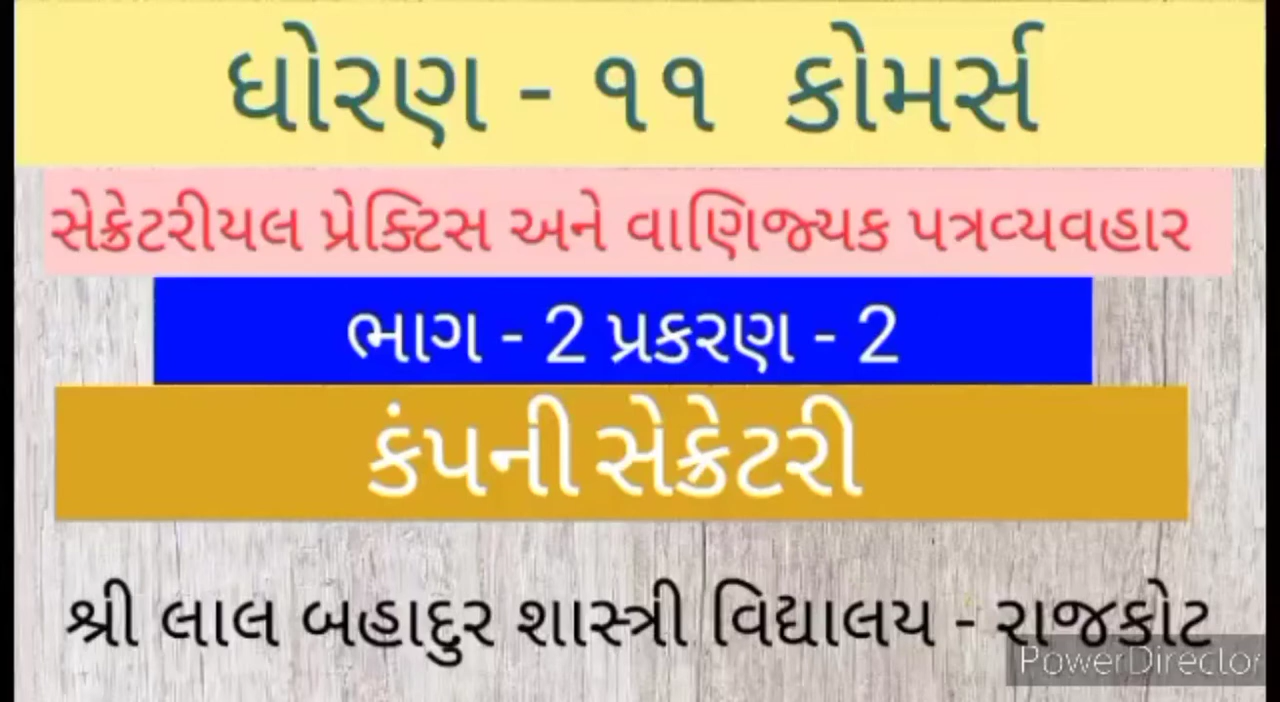 ધોરણ - ૧૧ કોમર્સ
સેક્રેટરીયલ પ્રેક્ટિસ અને વાણિજ્યક પત્રવ્યવહાર
ભાગ - 2 પ્રકરણ - 2
કંપની સેક્રેટરી
શ્રી લાલ બહાદુર શાસ્ત્રી વિદ્યાલય - રાજકોટ
PowerDirector